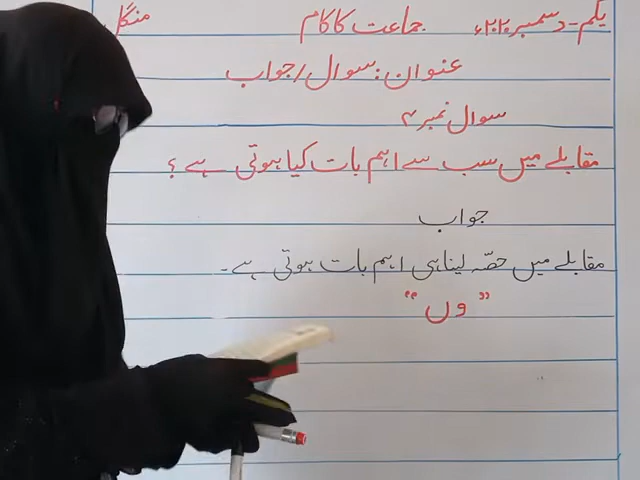 یکم-دسمبر ۲۰۲۰ء جماعت کا کام منگل
عنوان: سوال/جواب
سوال نمبر ۴
مقابلے میں سب سے اہم بات کیا ہوتی ہے؟
جواب
مقابلے میں حصّہ لینا ہی اہم بات ہوتی ہے۔
"وں"